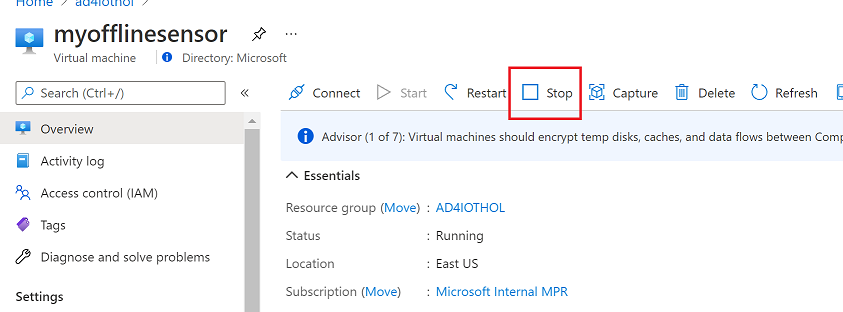 Home > ad4iothol >
myofflinesensor ...
Virtual machine | Directory: Microsoft
Search (Ctrl+/) «
Connect Start Restart Stop Capture Delete Refresh
Overview
Activity log
Access control (IAM)
Tags
Diagnose and solve problems
Settings
Advisor (1 of 7): Virtual machines should encrypt temp disks, caches, and data flows between Comp
Essentials
Resource group (Move) : AD4IOTHOL
Status : Running
Location : East US
Subscription (Move) : Microsoft Internal MPR